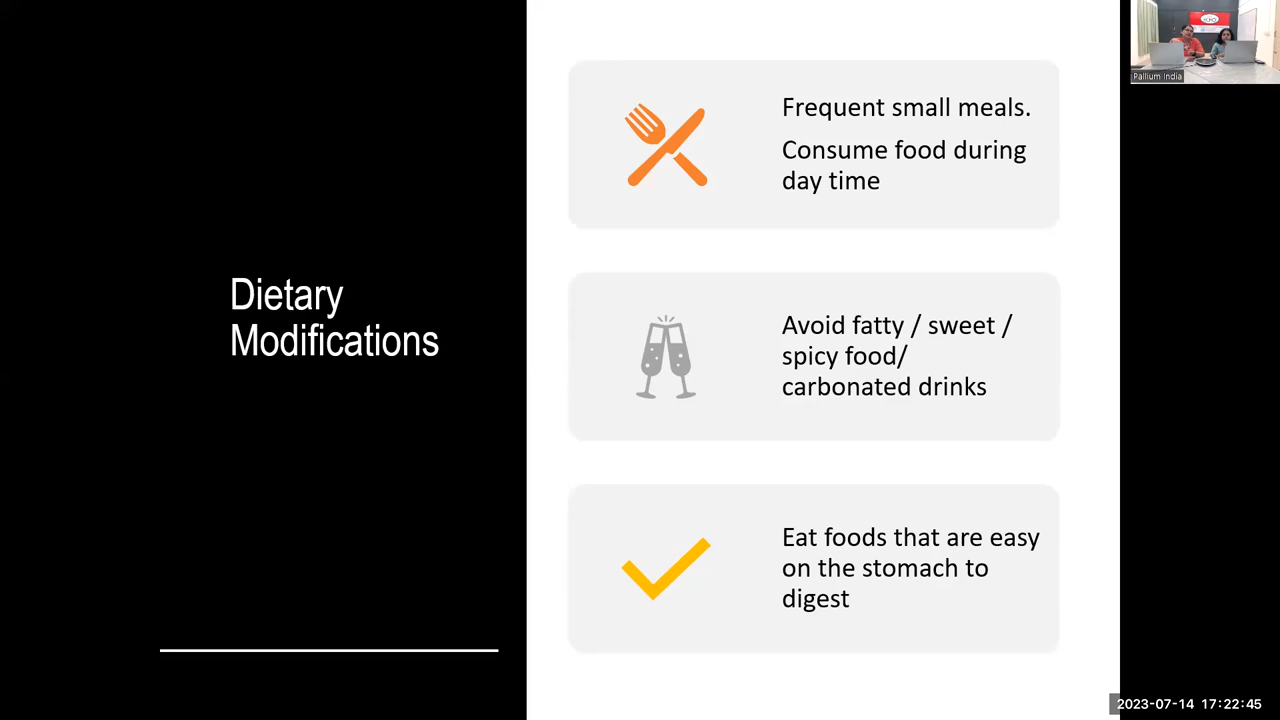 Dietary
Modifications
Frequent small meals.
Consume food during
day time
Avoid fatty / sweet /
spicy food/
carbonated drinks
Eat foods that are easy
on the stomach to
digest
Pallium India
2023-07-14 17:22:45